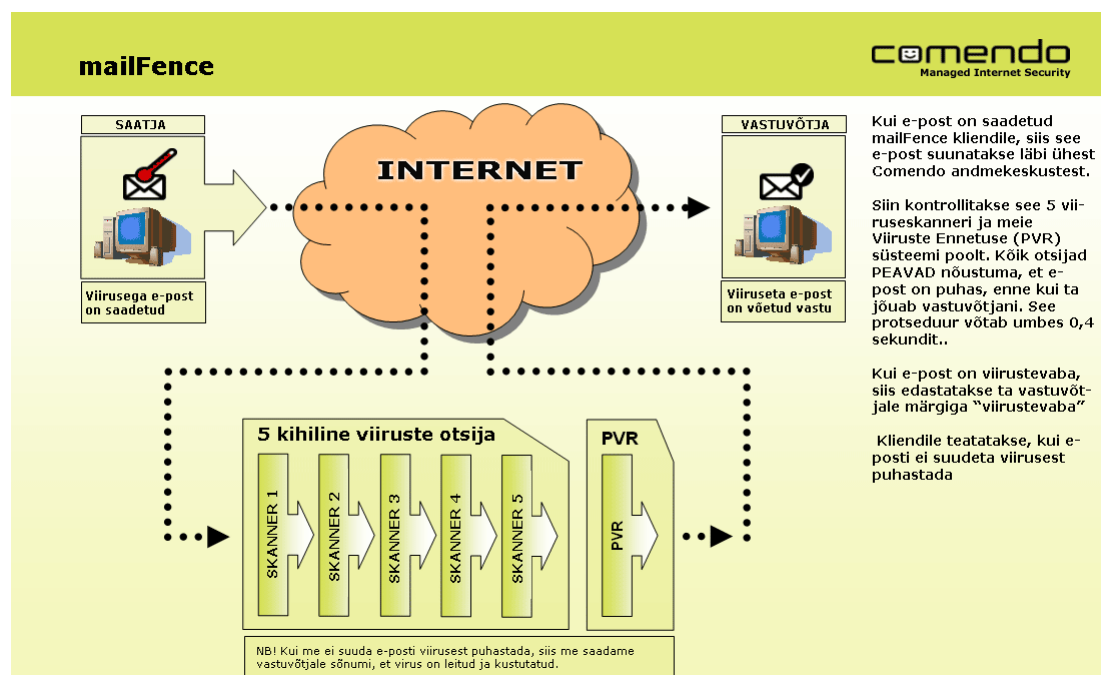 mailFence
comendo
Managed Internet Security
SAATJA
Viirusega e-post
on saadetud
INTERNET
VASTUVÕTJA
Viiruseta e-post
on võetud vastu
Kui e-post on saadetud
mailFence kliendile, siis see
e-post suunatakse läbi ühest
Comendo andmekeskustest.
Siin kontrollitakse see 5 vii-
ruseskanneri ja meie
Viiruste Ennetuse (PVR)
süsteemi poolt. Kõik otsijad
PEAVAD nõustuma, et e-
post on puhas, enne kui ta
jõuab vastuvõtjani. See
protseduur võtab umbes 0,4
sekundit..
Kui e-post on viirustevaba,
siis edastatakse ta vastuvõt-
jale märgiga “viirustevaba”
Kliendile teatatakse, kui e-
posti ei suudeta viirusest
puhastada
5 kihiline viiruste otsija
SKANNER 1
SKANNER 2
SKANNER 3
SKANNER 4
SKANNER 5
PVR
PVR
NB! Kui me ei suuda e-posti viirusest puhastada, siis me saadame
vastuvõtjale sõnumi, et virus on leitud ja kustutatud.